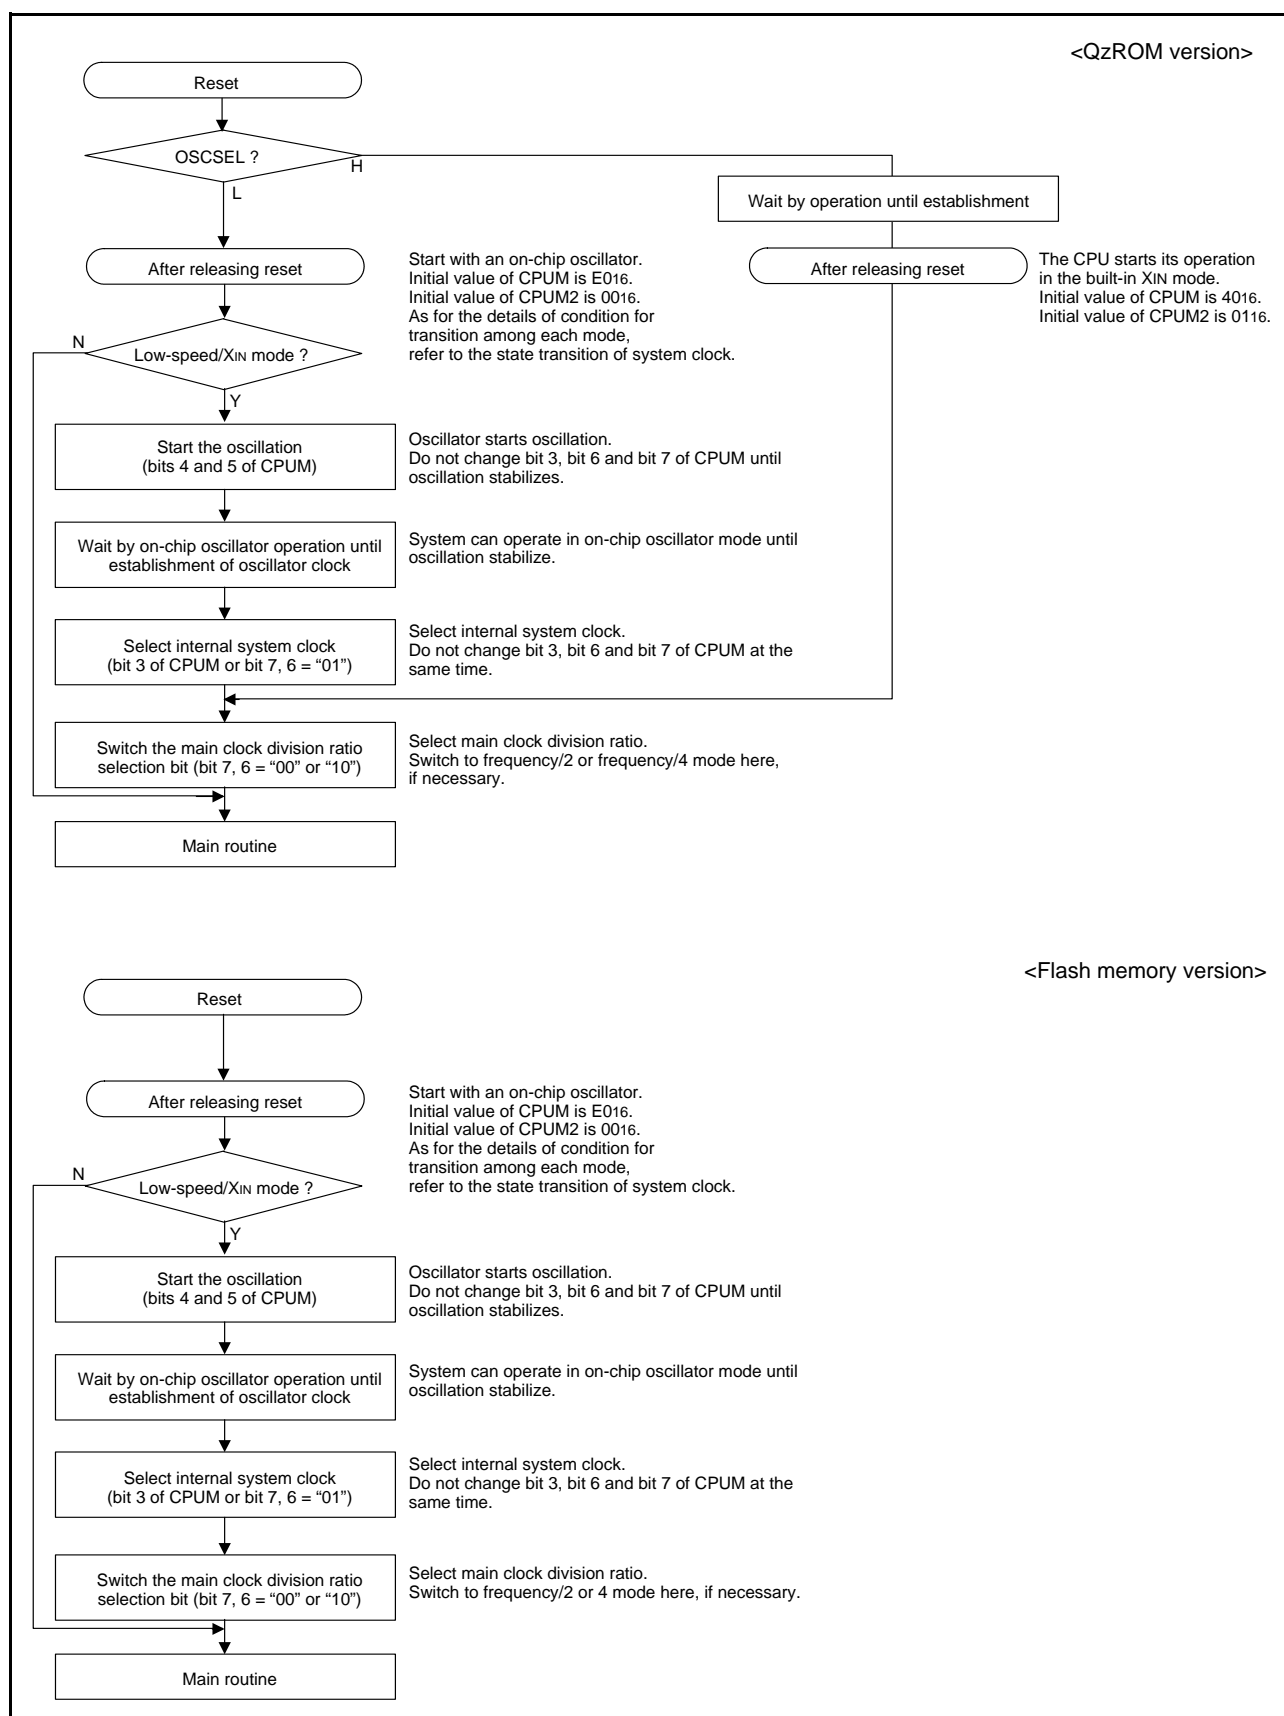 <QzROM version>
Reset
OSCSEL ?
H
L
Wait by operation until establishment
After releasing reset
Start with an on-chip oscillator.
Initial value of CPUM is E016.
Initial value of CPUM2 is 0016.
As for the details of condition for
transition among each mode,
refer to the state transition of system clock.
After releasing reset
The CPU starts its operation
in the built-in XIN mode.
Initial value of CPUM is 4016.
Initial value of CPUM2 is 0116.
N
Low-speed/XIN mode ?
Y
Start the oscillation
(bits 4 and 5 of CPUM)
Oscillator starts oscillation.
Do not change bit 3, bit 6 and bit 7 of CPUM until
oscillation stabilizes.
Wait by on-chip oscillator operation until
establishment of oscillator clock
System can operate in on-chip oscillator mode until
oscillation stabilize.
Select internal system clock
(bit 3 of CPUM or bit 7, 6 = “01”)
Select internal system clock.
Do not change bit 3, bit 6 and bit 7 of CPUM at the
same time.
Switch the main clock division ratio
selection bit (bit 7, 6 = “00” or “10”)
Select main clock division ratio.
Switch to frequency/2 or frequency/4 mode here,
if necessary.
Main routine
<Flash memory version>
Reset
After releasing reset
Start with an on-chip oscillator.
Initial value of CPUM is E016.
Initial value of CPUM2 is 0016.
As for the details of condition for
transition among each mode,
refer to the state transition of system clock.
N
Low-speed/XIN mode ?
Y
Start the oscillation
(bits 4 and 5 of CPUM)
Oscillator starts oscillation.
Do not change bit 3, bit 6 and bit 7 of CPUM until
oscillation stabilizes.
Wait by on-chip oscillator operation until
establishment of oscillator clock
System can operate in on-chip oscillator mode until
oscillation stabilize.
Select internal system clock
(bit 3 of CPUM or bit 7, 6 = “01”)
Select internal system clock.
Do not change bit 3, bit 6 and bit 7 of CPUM at the
same time.
Switch the main clock division ratio
selection bit (bit 7, 6 = “00” or “10”)
Select main clock division ratio.
Switch to frequency/2 or 4 mode here, if necessary.
Main routine